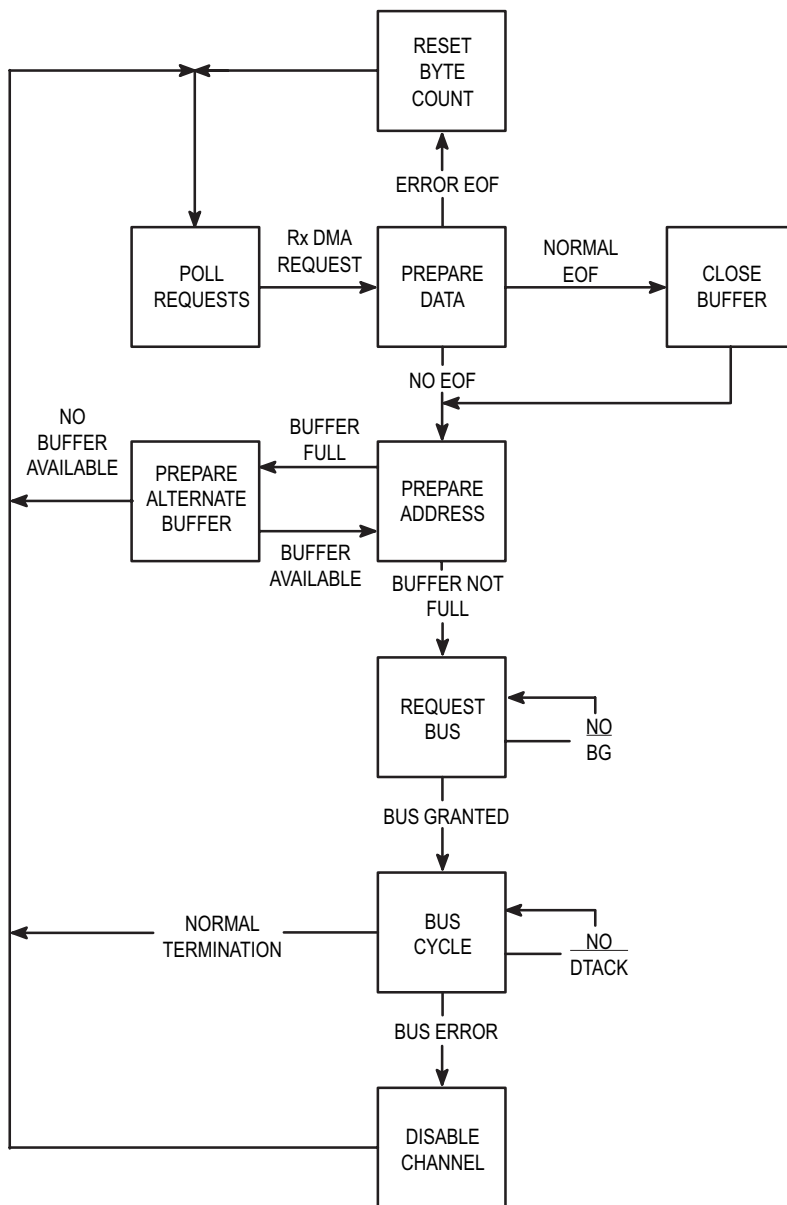 RESET
BYTE
COUNT
ERROR EOF
POLL
REQUESTS
Rx DMA
REQUEST
PREPARE
DATA
NORMAL
EOF
CLOSE
BUFFER
NO EOF
NO
BUFFER
AVAILABLE
PREPARE
ALTERNATE
BUFFER
BUFFER
FULL
BUFFER
AVAILABLE
PREPARE
ADDRESS
BUFFER NOT
FULL
REQUEST
BUS
NO
BG
BUS GRANTED
NORMAL
TERMINATION
BUS
CYCLE
NO
DTACK
BUS ERROR
DISABLE
CHANNEL